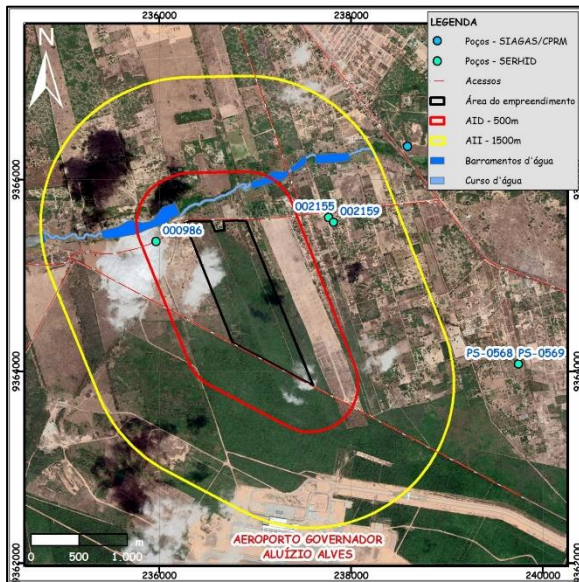 236000
238000
LEGENDA
Poços - SIAGAS/CPRM
Poços - SERHID
Acessos
Área do empreendimento
AID - 500m
AII - 1500m
Barramentos d'água
Curso d'água
N
9366000
9366000
002155
002159
000986
PS-0568 PS-0569
9364000
9364000
AEROPORTO GOVERNADOR
ALUÍZIO ALVES
0 500 1.000 m
9362000
9362000
236000
238000
240000